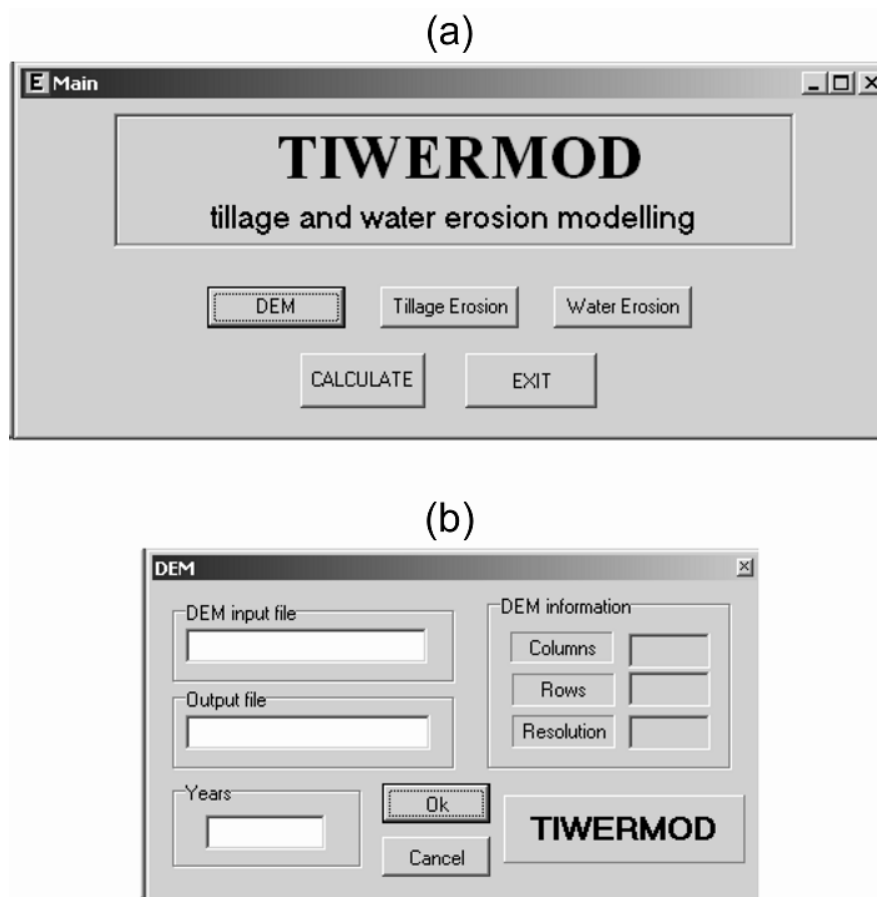 (a)
E Main
TIWERMOD
tillage and water erosion modelling
DEM Tillage Erosion Water Erosion
CALCULATE EXIT
(b)
DEM
DEM input file
DEM information
Columns
Output file
Rows
Resolution
Years
Ok
TIWERMOD
Cancel